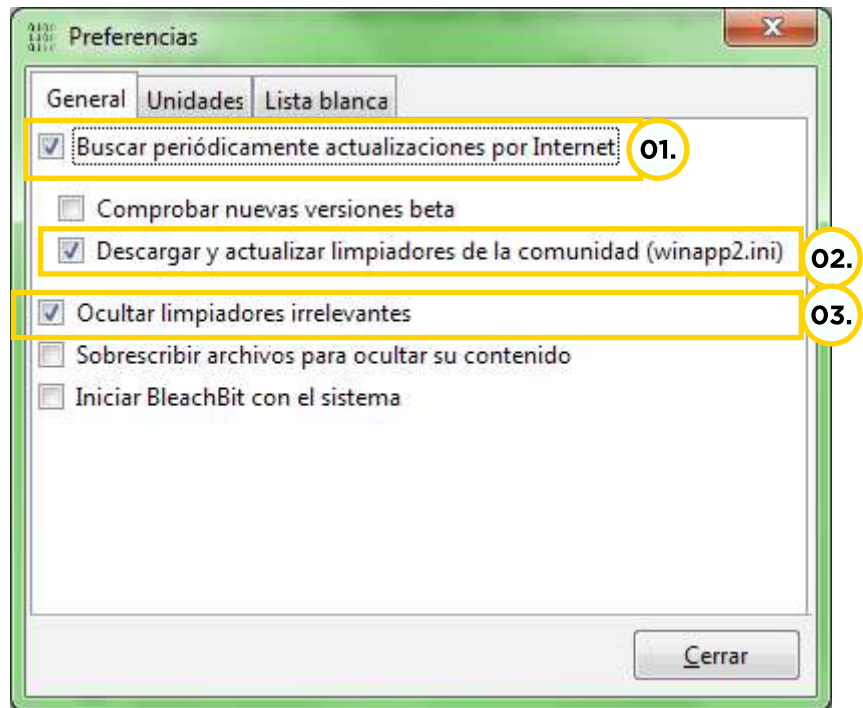 Preferencias
General Unidades Lista blanca
Buscar periódicamente actualizaciones por Internet 01.
Comprobar nuevas versiones beta
Descargar y actualizar limpiadores de la comunidad (winapp2.ini) 02.
Ocultar limpiadores irrelevantes 03.
Sobrescribir archivos para ocultar su contenido
Iniciar BleachBit con el sistema
Cerrar